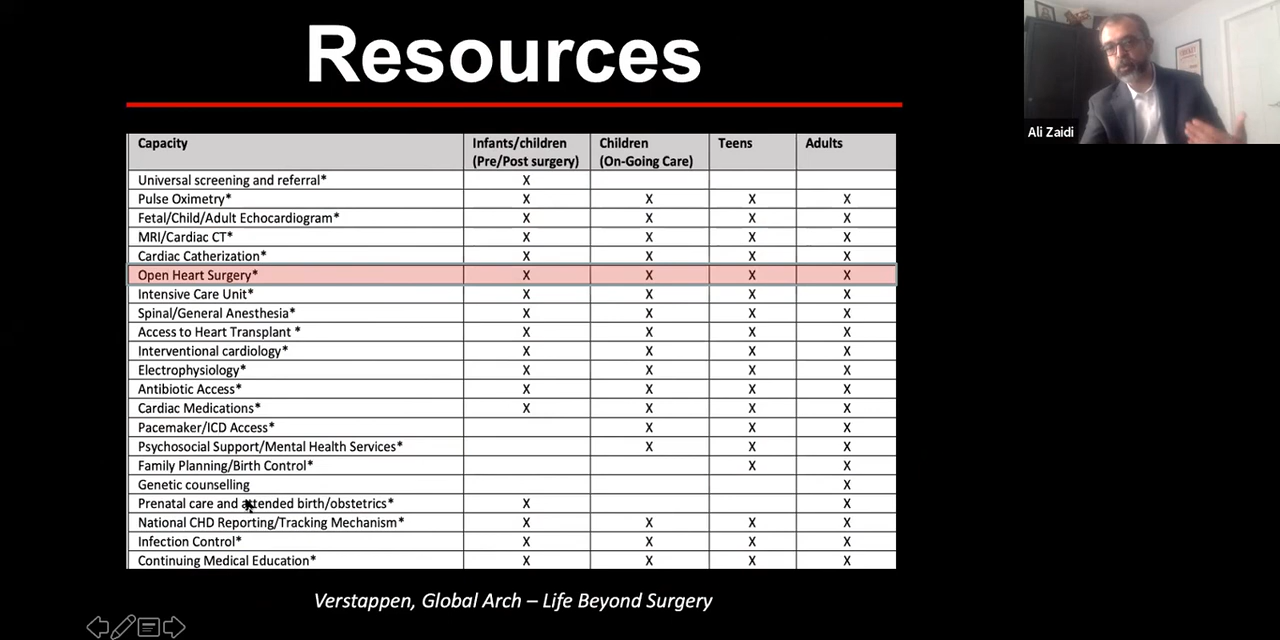 Resources
Ali Zaidi
Capacity Infants/children (Pre/Post surgery) Children (On-Going Care) Teens Adults
Universal screening and referral* X
Pulse Oximetry* X X X X
Fetal/Child/Adult Echocardiogram* X X X X
MRI/Cardiac CT* X X X X
Cardiac Catherization* X X X X
Open Heart Surgery* X X X X
Intensive Care Unit* X X X X
Spinal/General Anesthesia* X X X X
Access to Heart Transplant * X X X X
Interventional cardiology* X X X X
Electrophysiology* X X X X
Antibiotic Access* X X X X
Cardiac Medications* X X X X
Pacemaker/ICD Access* X X X
Psychosocial Support/Mental Health Services* X X X
Family Planning/Birth Control* X X
Genetic counselling X
Prenatal care and attended birth/obstetrics* X X
National CHD Reporting/Tracking Mechanism* X X X X
Infection Control* X X X X
Continuing Medical Education* X X X X
Verstappen, Global Arch – Life Beyond Surgery